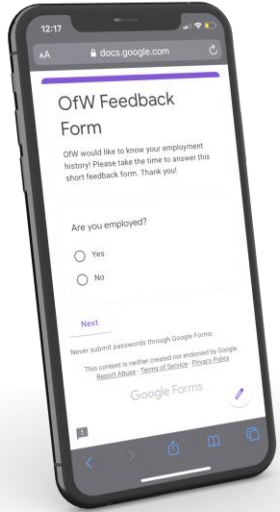 12:17
AA docs.google.com
OfW Feedback
Form
OfW would like to know your employment
history! Please take the time to answer this
short feedback form. Thank you!
Are you employed?
Yes
No
Next
Never submit passwords through Google Forms.
This content is neither created nor endorsed by Google.
Report Abuse - Terms of Service - Privacy Policy
Google Forms